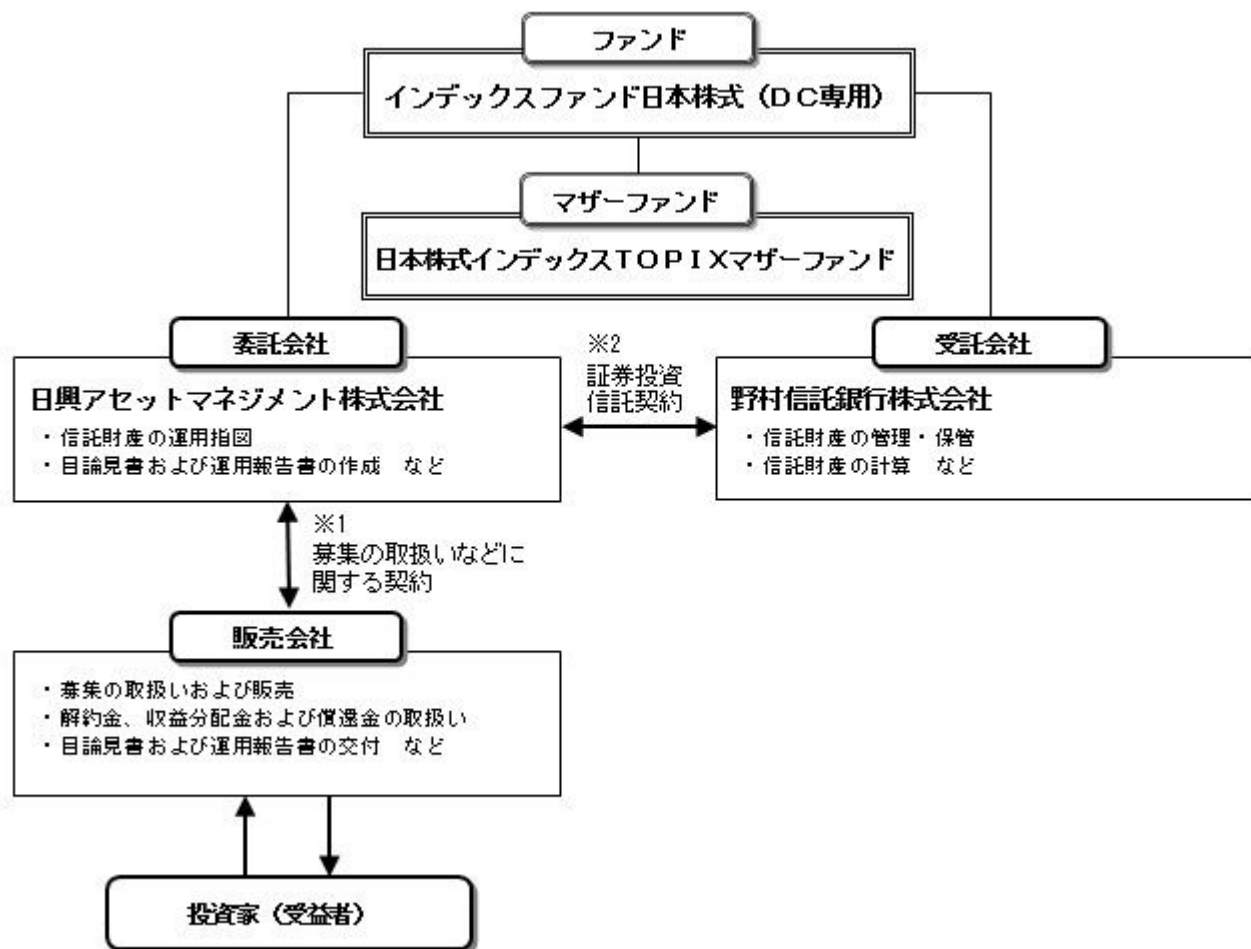 ファンド
インデックスファンド日本株式（ＤＣ専用）
マザーファンド
日本株式インデックスＴＯＰＩＸマザーファンド
委託会社
日興アセットマネジメント株式会社
・信託財産の運用指図
・目論見書および運用報告書の作成　など
※2
証券投資
信託契約
受託会社
野村信託銀行株式会社
・信託財産の管理・保管
・信託財産の計算　など
※1
募集の取扱いなどに
関する契約
販売会社
・募集の取扱いおよび販売
・解約金、収益分配金および償還金の取扱い
・目論見書および運用報告書の交付　など
投資家（受益者）